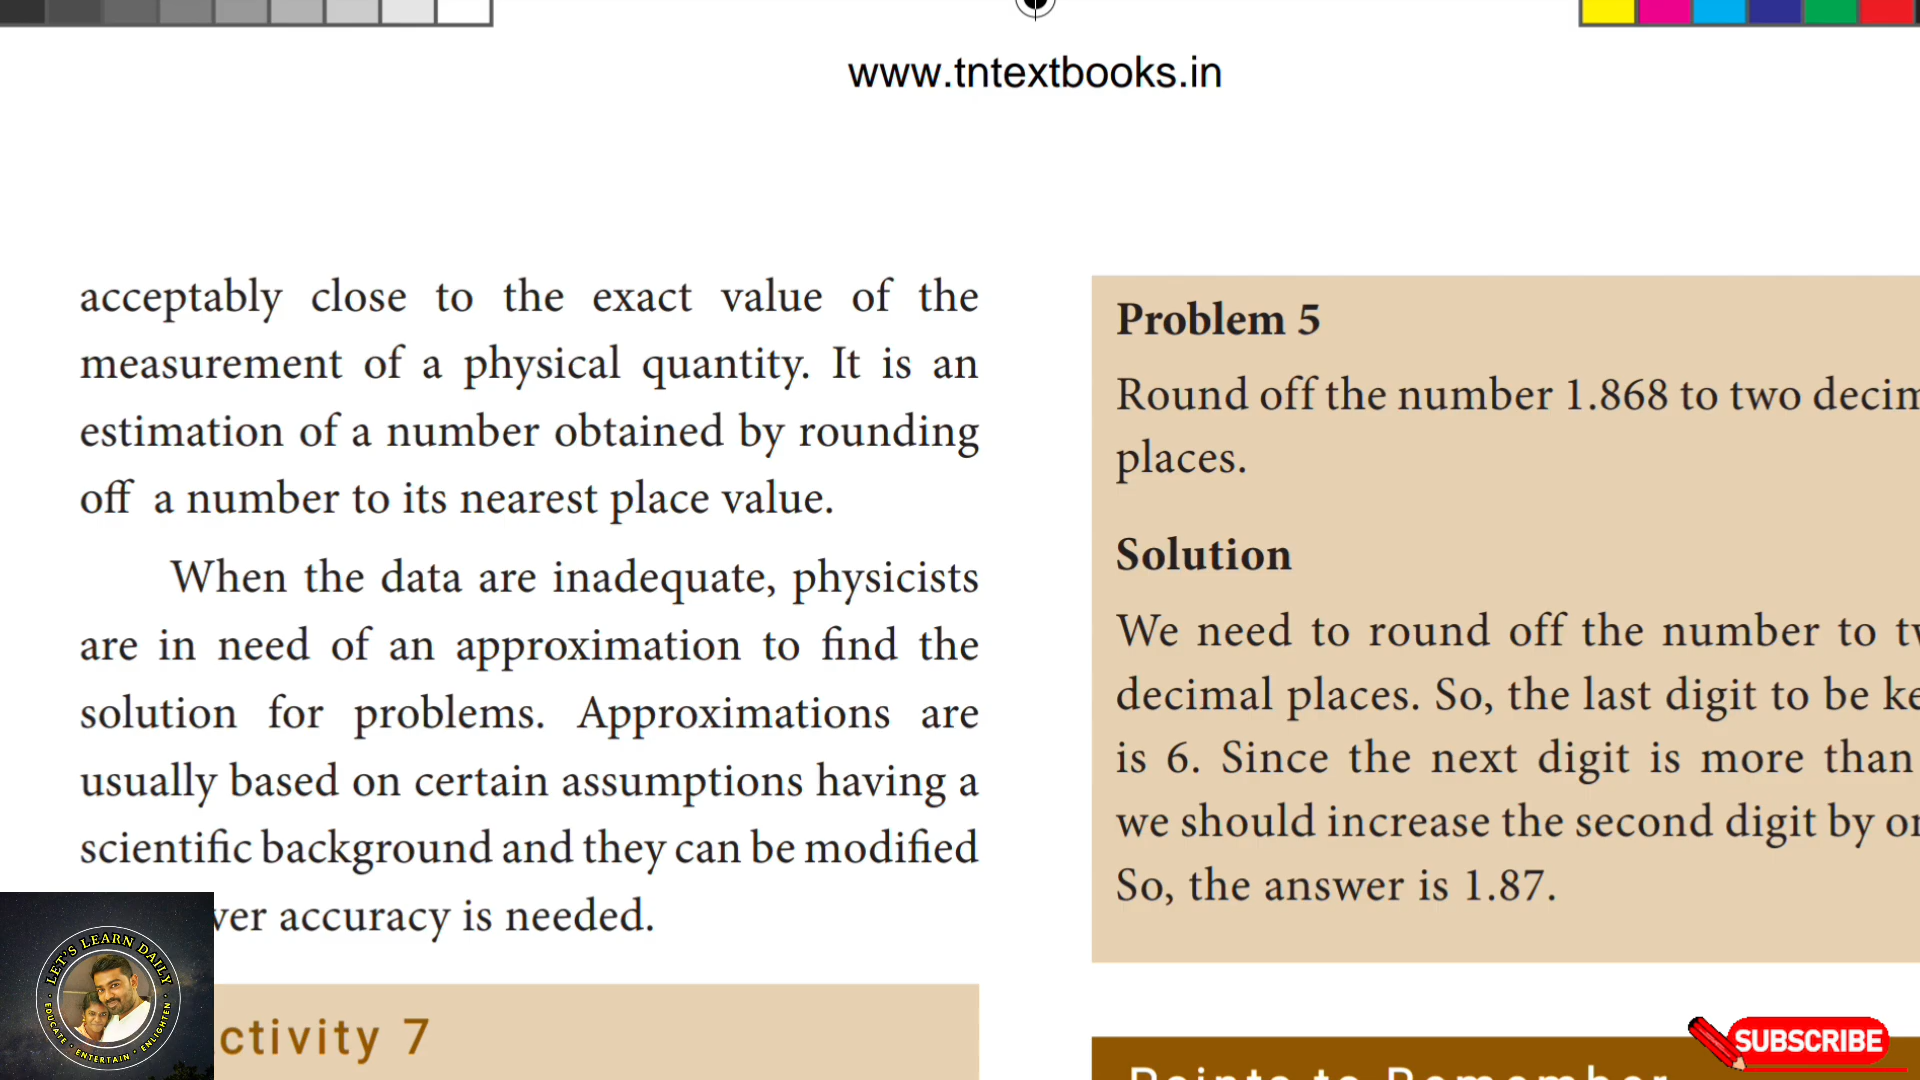 www.tntextbooks.in
acceptably close to the exact value of the
measurement of a physical quantity. It is an
estimation of a number obtained by rounding
off a number to its nearest place value.
When the data are inadequate, physicists
are in need of an approximation to find the
solution for problems. Approximations are
usually based on certain assumptions having a
scientific background and they can be modified
ver accuracy is needed.
ctivity 7
Problem 5
Round off the number 1.868 to two decim
places.
Solution
We need to round off the number to tw
decimal places. So, the last digit to be ke
is 6. Since the next digit is more than
we should increase the second digit by on
So, the answer is 1.87.
Points to Remember
LET'S LEARN DAILY
EDUCATE · ENTERTAIN · ENLIGHTEN
SUBSCRIBE